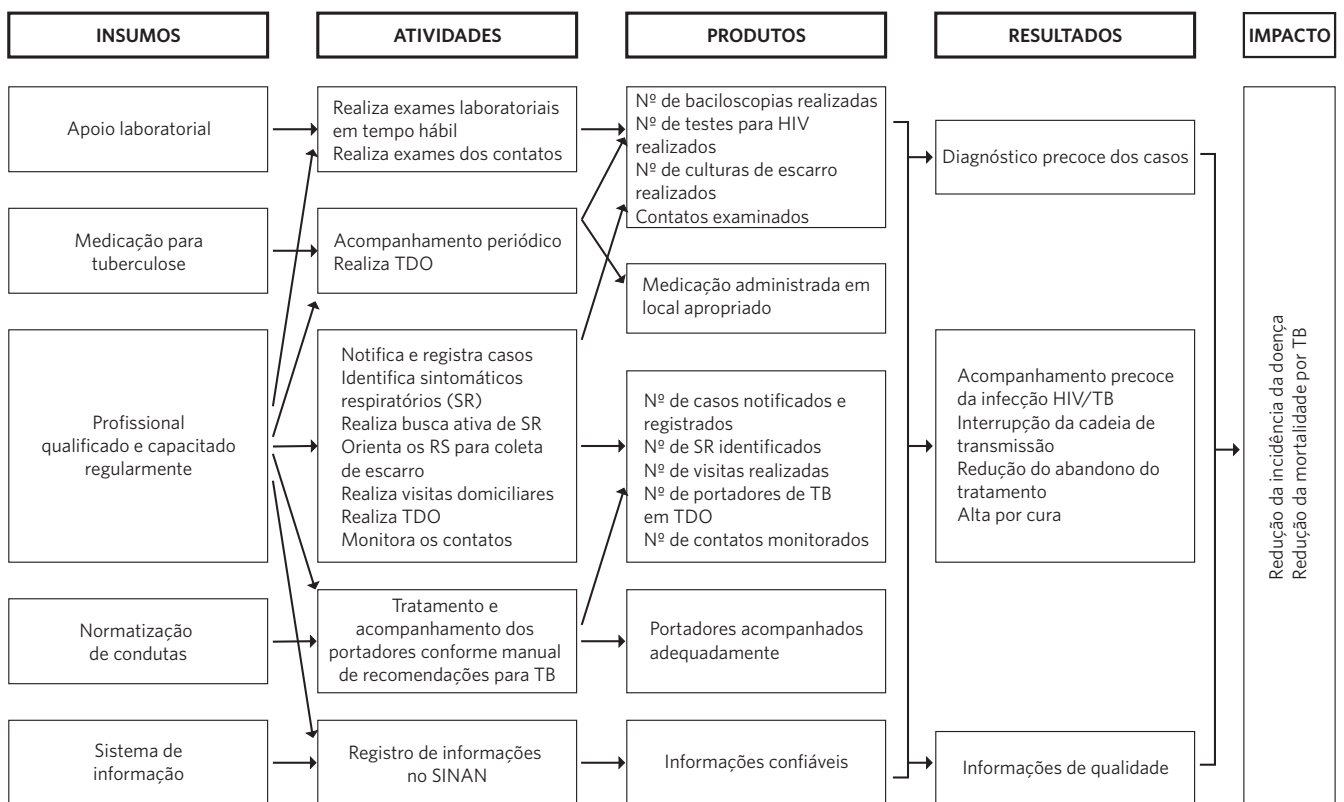 INSUMOS
ATIVIDADES
PRODUTOS
RESULTADOS
IMPACTO
Apoio laboratorial
Medicação para
tuberculose
Profissional
qualificado e capacitado
regularmente
Normatização
de condutas
Sistema de
informação
Realiza exames laboratoriais
em tempo hábil
Realiza exames dos contatos
Acompanhamento periódico
Realiza TDO
Notifica e registra casos
Identifica sintomáticos
respiratórios (SR)
Realiza busca ativa de SR
Orienta os RS para coleta
de escarro
Realiza visitas domiciliares
Realiza TDO
Monitora os contatos
Tratamento e
acompanhamento dos
portadores conforme manual
de recomendações para TB
Registro de informações
no SINAN
Nº de baciloscopias realizadas
Nº de testes para HIV
realizados
Nº de culturas de escarro
realizados
Contatos examinados
Medicação administrada em
local apropriado
Nº de casos notificados e
registrados
Nº de SR identificados
Nº de visitas realizadas
Nº de portadores de TB
em TDO
Nº de contatos monitorados
Portadores acompanhados
adequadamente
Informações confiáveis
Diagnóstico precoce dos casos
Acompanhamento precoce
da infecção HIV/TB
Interrupção da cadeia de
transmissão
Redução do abandono do
tratamento
Alta por cura
Informações de qualidade
Redução da incidência da doença
Redução da mortalidade por TB